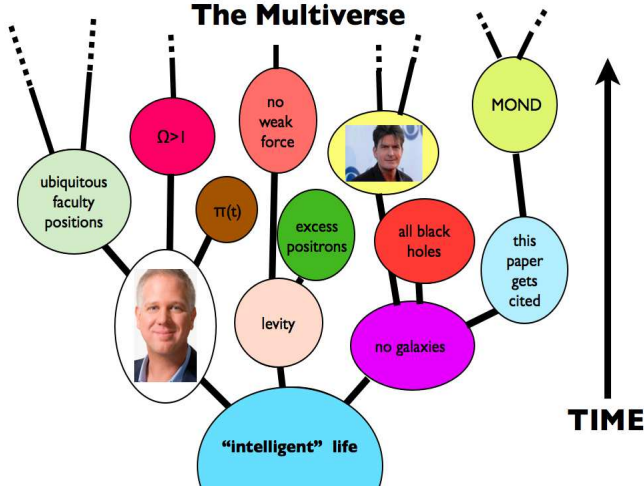 The Multiverse
no
weak
force
MOND
Ω>1
ubiquitous
faculty
positions
π(t)
excess
positrons
all black
holes
this
paper
gets
cited
levity
no galaxies
TIME
“intelligent” life